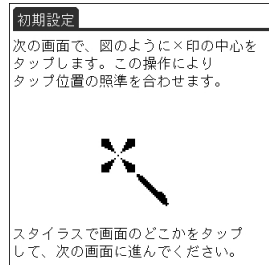 初期設定
次の画面で、図のように×印の中心を
タップします。この操作により
タップ位置の照準を合わせます。
スタイラスで画面のどこかをタップ
して、次の画面に進んでください。